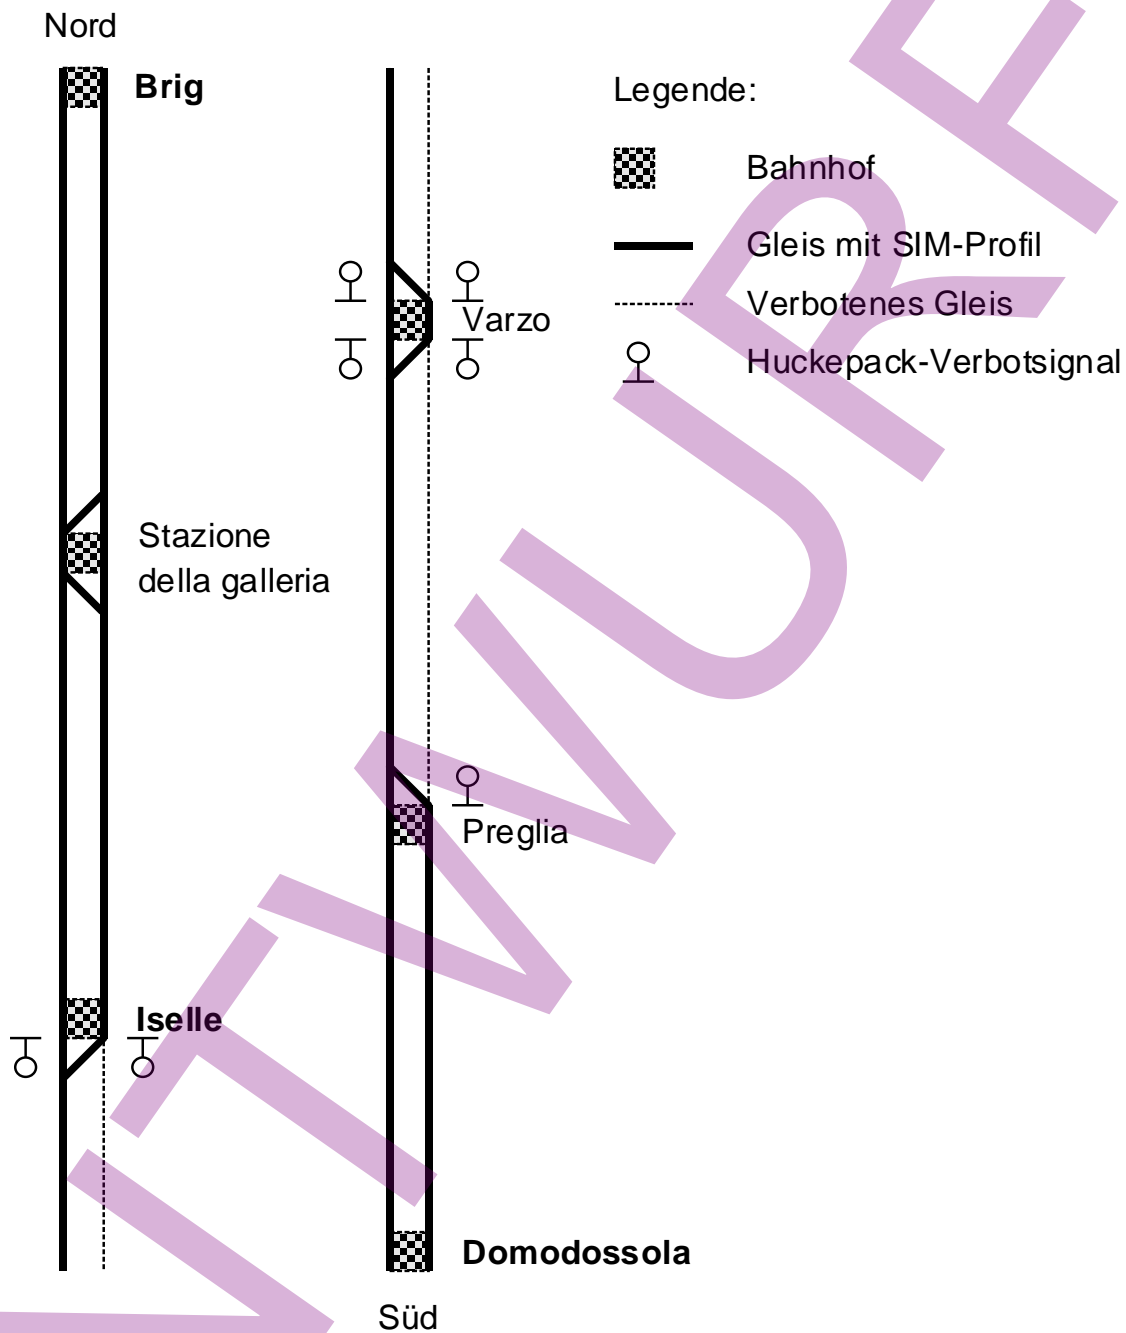 Nord
Brig
Stazione
della galleria
Iselle
Varzo
Preglia
Domodossola
Süd
Legende:
Bahnhof
Gleis mit SIM-Profil
Verbotenes Gleis
Huckepack-Verbotsignal
NTWURF